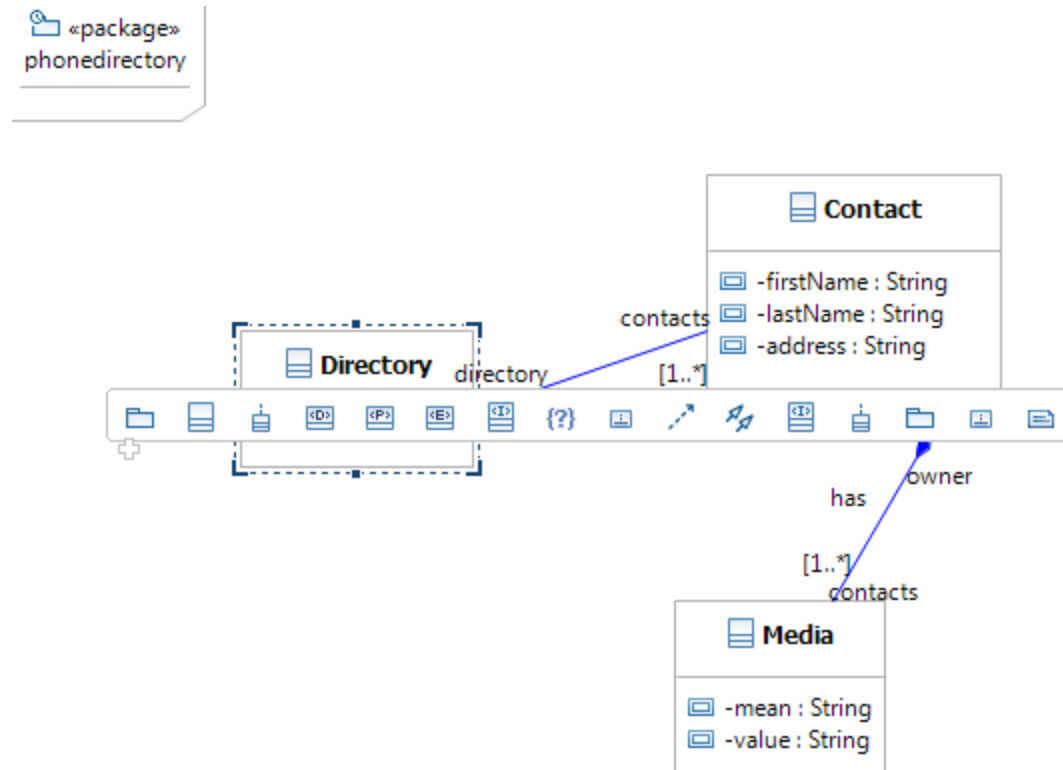 «package»
phonedirectory
Contact
-firstName : String
-lastName : String
-address : String
contacts
[1..*]
Directory
directory
<D>
<P>
<E>
<I>
{?}
<I>
owner
has
[1..*]
contacts
Media
-mean : String
-value : String